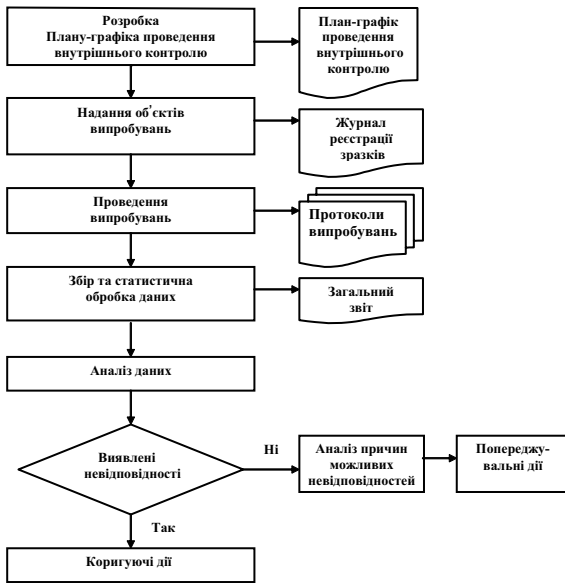 Розробка
Плану-графіка проведення
внутрішнього контролю
План-графік
проведення
внутрішнього
контролю
Надання об'єктів
випробувань
Журнал
реєстрації
зразків
Проведення
випробувань
Протоколи
випробувань
Збір та статистична
обробка даних
Загальний
звіт
Аналіз даних
Виявлені
невідповідності
Ні
Аналіз причин
можливих
невідповідностей
Попереджу-
вальні дії
Так
Коригуючі дії